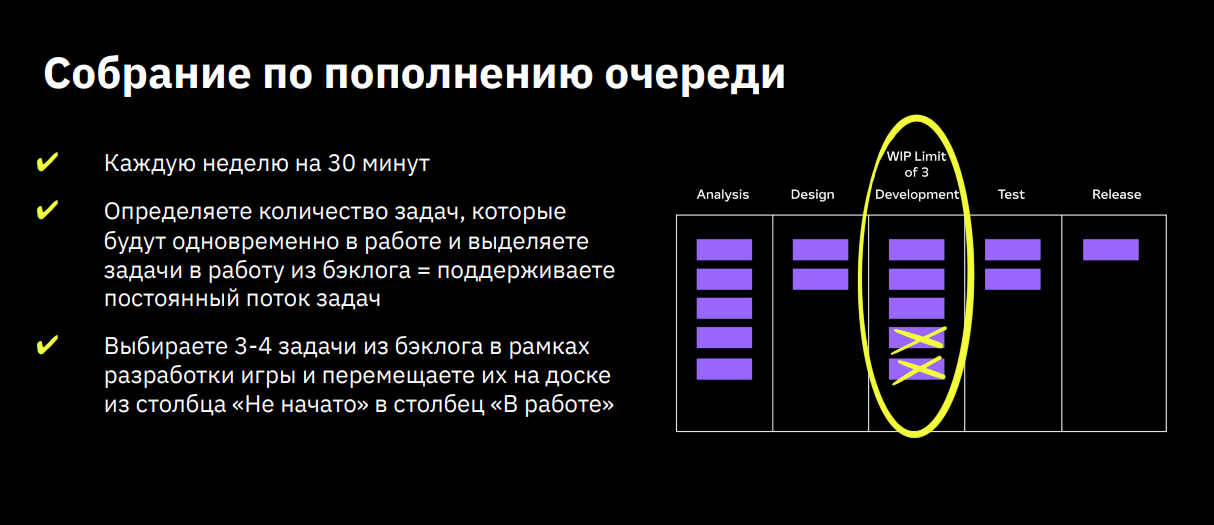 Собрание по пополнению очереди
Каждую неделю на 30 минут
Определяете количество задач, которые
будут одновременно в работе и выделяете
задачи в работу из бэклога = поддерживаете
постоянный поток задач
Выбираете 3-4 задачи из бэклога в рамках
разработки игры и перемещаете их на доске
из столбца «Не начато» в столбец «В работе»
WIP Limit
of 3
Analysis Design Development Test Release